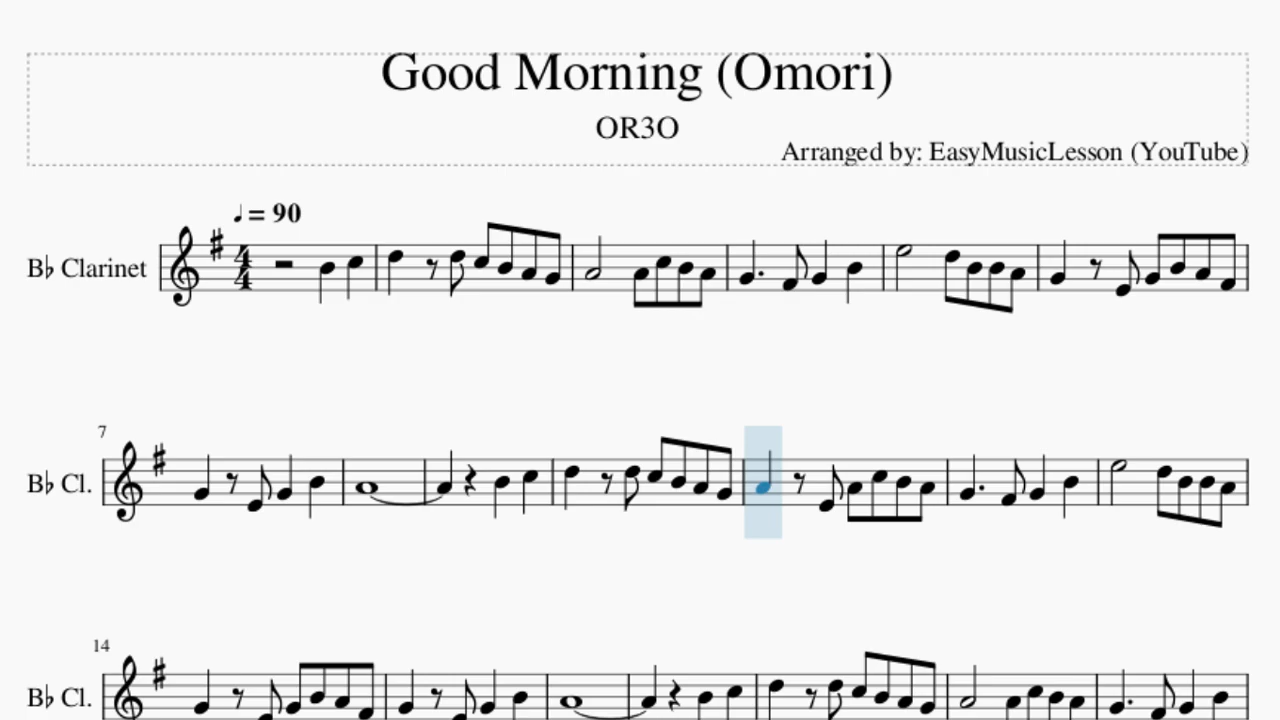 Good Morning (Omori)
OR3O
Arranged by: EasyMusicLesson (YouTube)
♩ = 90
B♭ Clarinet
4
4
7
B♭ Cl.
14
B♭ Cl.